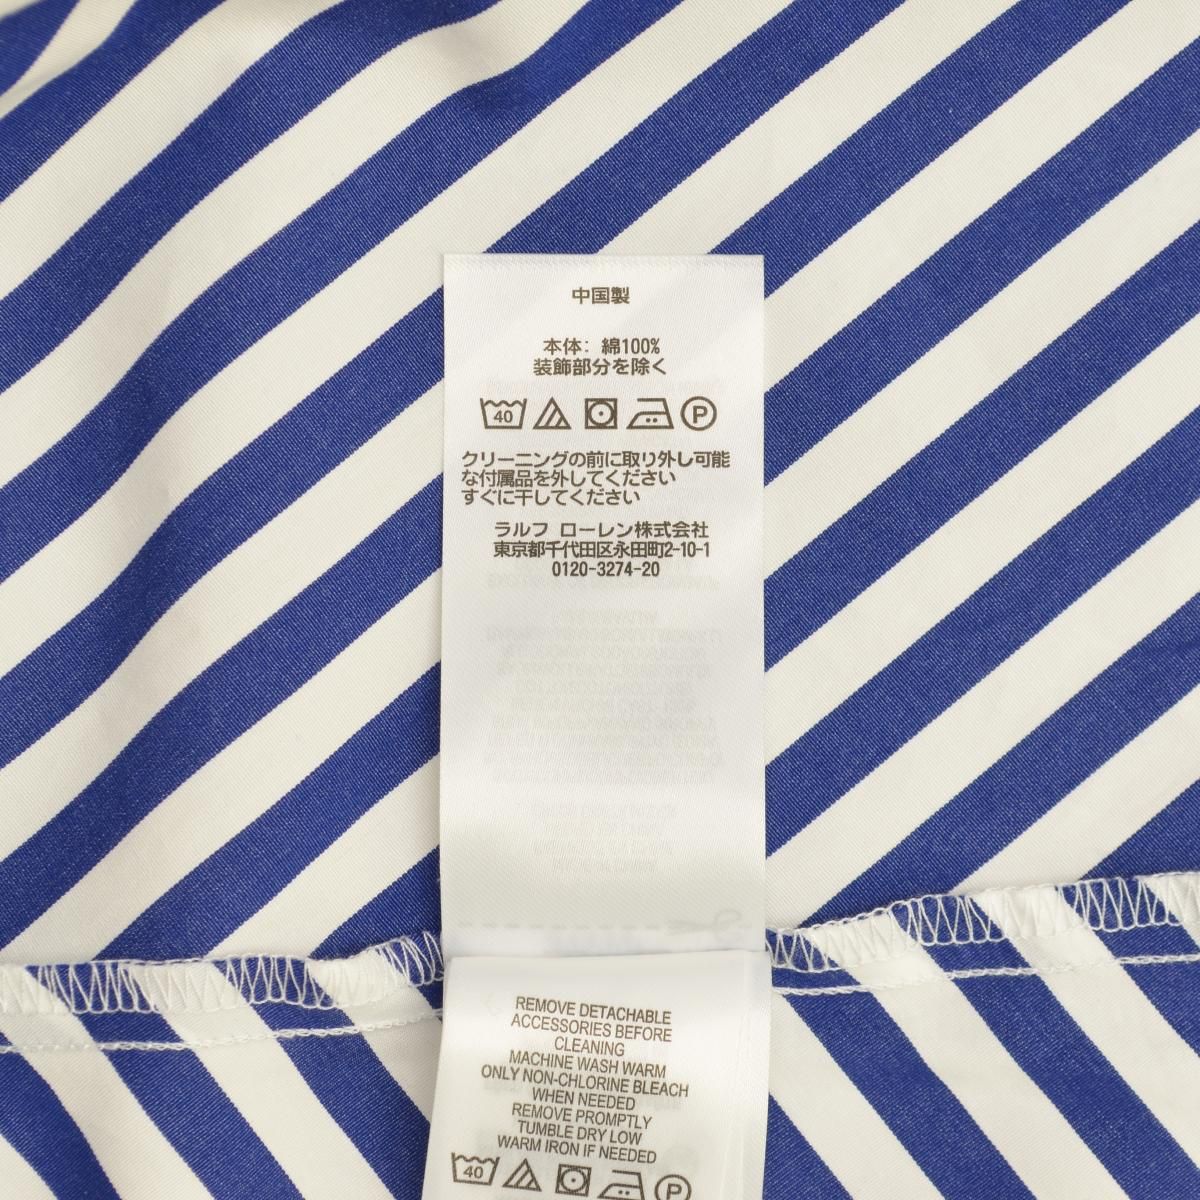 中国製
本体: 綿100%
装飾部分を除く
40 P
クリーニングの前に取り外し可能
な付属品を外してください
すぐに干してください
ラルフ ローレン株式会社
東京都千代田区永田町2-10-1
0120-3274-20
REMOVE DETACHABLE
ACCESSORIES BEFORE
CLEANING
MACHINE WASH WARM
ONLY NON-CHLORINE BLEACH
WHEN NEEDED
REMOVE PROMPTLY
TUMBLE DRY LOW
WARM IRON IF NEEDED
40 P